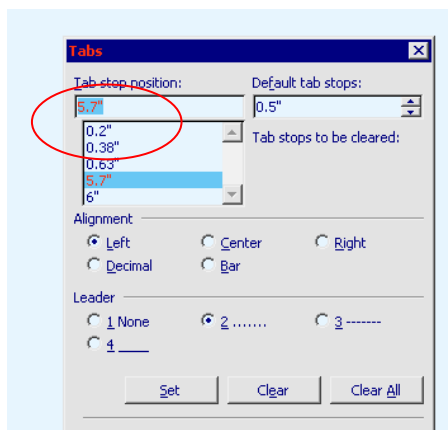 Tabs
Tab stop position: Default tab stops:
5.7" 0.5"
0.2" Tab stops to be cleared:
0.38"
0.63"
5.7"
6"
Alignment
Left Center Right
Decimal Bar
Leader
1 None 2 ....... 3 -------
4 ___
Set Clear Clear All